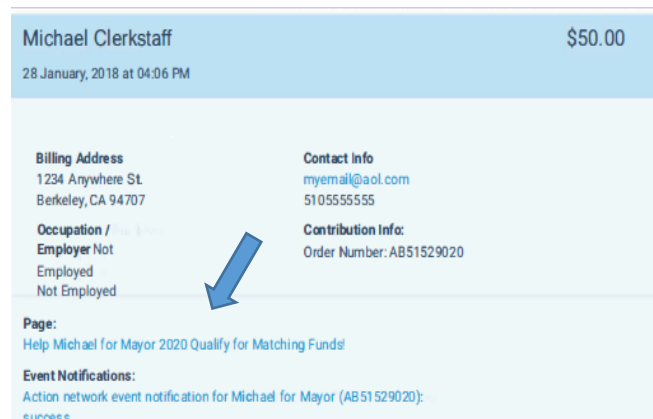 Michael Clerkstaff $50.00
28 January, 2018 at 04:06 PM
Billing Address
1234 Anywhere St.
Berkeley, CA 94707
Contact Info
myemail@aol.com
5105555555
Occupation /
Employer Not
Employed
Not Employed
Contribution Info:
Order Number: AB51529020
Page:
Help Michael for Mayor 2020 Qualify for Matching Funds!
Event Notifications:
Action network event notification for Michael for Mayor (AB51529020):
success